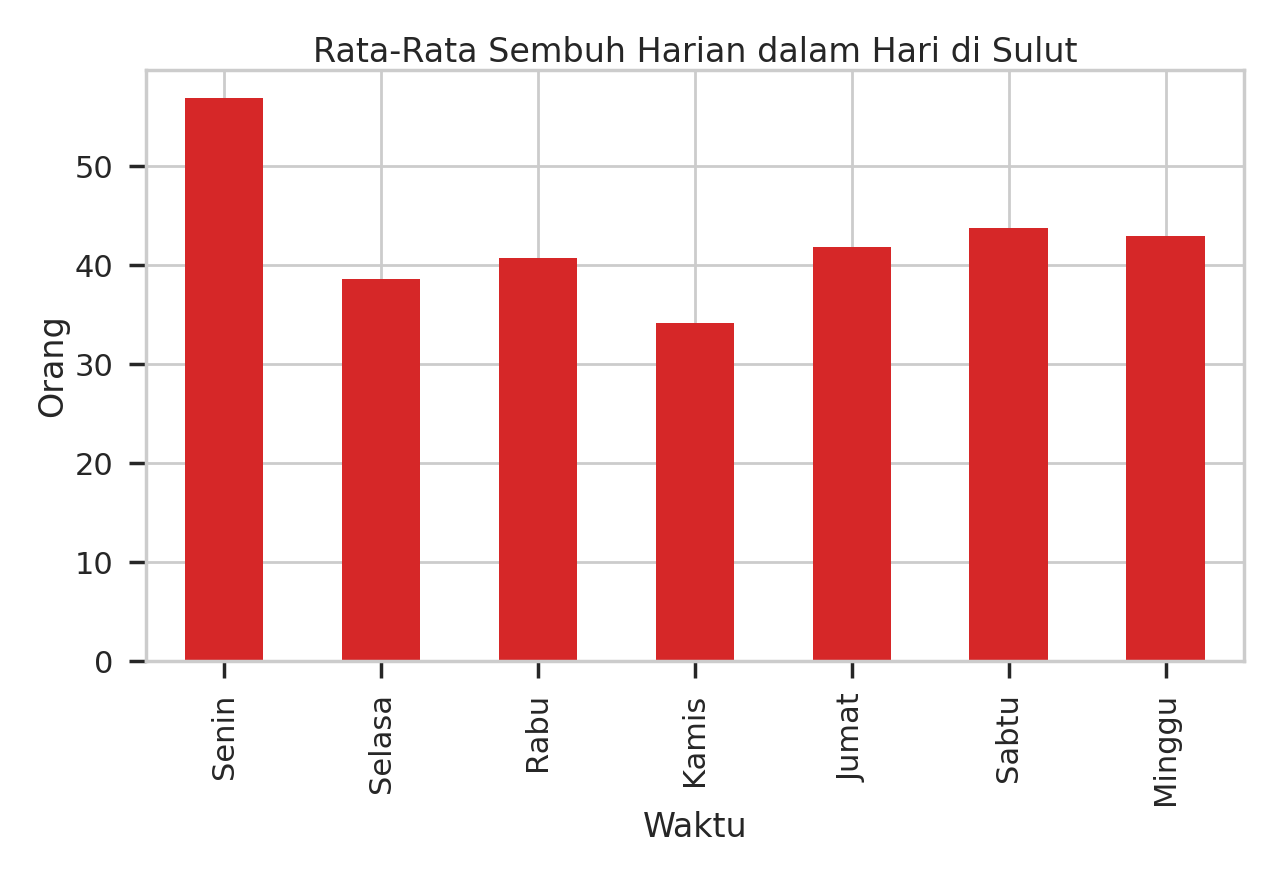 Rata-Rata Sembuh Harian dalam Hari di Sulut
Orang
50
40
30
20
10
0
Senin
Selasa
Rabu
Kamis
Jumat
Sabtu
Minggu
Waktu